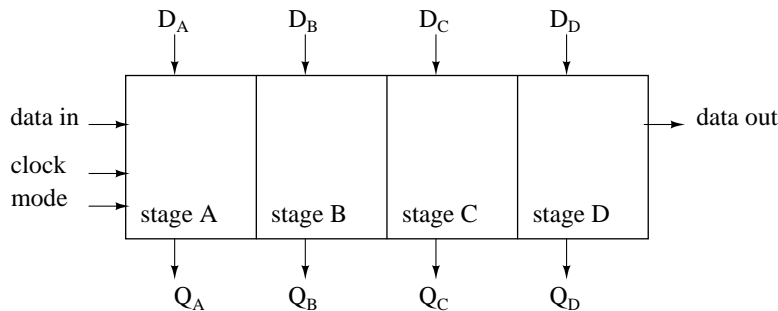 D_A D_B D_C D_D
data in data out
clock
mode
stage A stage B stage C stage D
Q_A Q_B Q_C Q_D